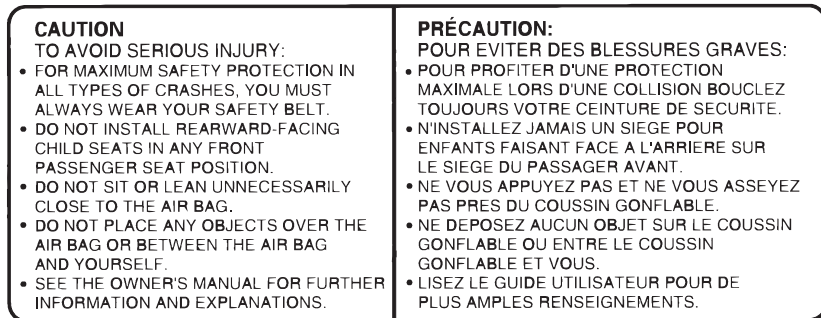 CAUTION
TO AVOID SERIOUS INJURY:
• FOR MAXIMUM SAFETY PROTECTION IN
ALL TYPES OF CRASHES, YOU MUST
ALWAYS WEAR YOUR SAFETY BELT.
• DO NOT INSTALL REARWARD-FACING
CHILD SEATS IN ANY FRONT
PASSENGER SEAT POSITION.
• DO NOT SIT OR LEAN UNNECESSARILY
CLOSE TO THE AIR BAG.
• DO NOT PLACE ANY OBJECTS OVER THE
AIR BAG OR BETWEEN THE AIR BAG
AND YOURSELF.
• SEE THE OWNER'S MANUAL FOR FURTHER
INFORMATION AND EXPLANATIONS.
PRÉCAUTION:
POUR EVITER DES BLESSURES GRAVES:
• POUR PROFITER D'UNE PROTECTION
MAXIMALE LORS D'UNE COLLISION BOUCLEZ
TOUJOURS VOTRE CEINTURE DE SECURITE.
• N'INSTALLEZ JAMAIS UN SIEGE POUR
ENFANTS FAISANT FACE A L'ARRIERE SUR
LE SIEGE DU PASSAGER AVANT.
• NE VOUS APPUYEZ PAS ET NE VOUS ASSEYEZ
PAS PRES DU COUSSIN GONFLABLE.
• NE DEPOSEZ AUCUN OBJET SUR LE COUSSIN
GONFLABLE OU ENTRE LE COUSSIN
GONFLABLE ET VOUS.
• LISEZ LE GUIDE UTILISATEUR POUR DE
PLUS AMPLES RENSEIGNEMENTS.